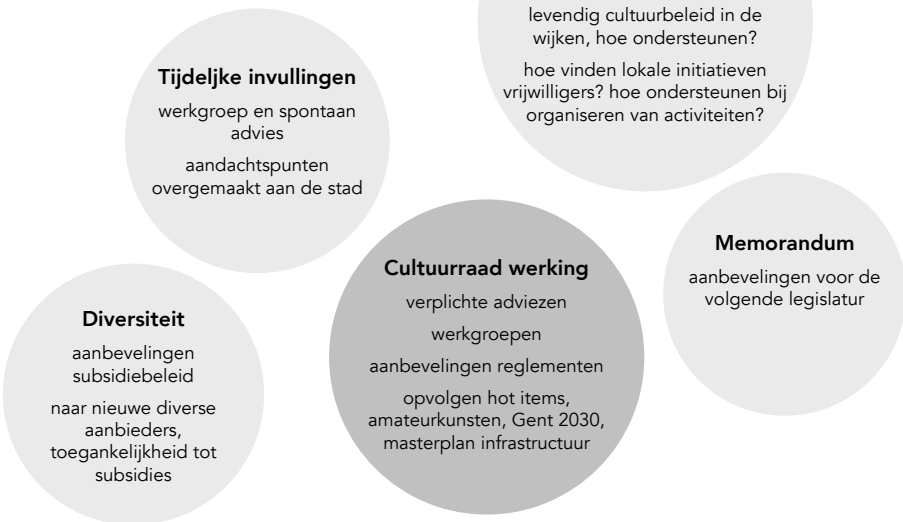 levendig cultuurbeleid in de
wijken, hoe ondersteunen?
hoe vinden lokale initiatieven
vrijwilligers? hoe ondersteunen bij
organiseren van activiteiten?
Tijdeljke invullingen
werkgroep en spontaan
advies
aandachtspunten
overgemaakt aan de stad
Memorandum
aanbevelingen voor de
volgende legislatur
Cultuurraad werking
verplichte adviezen
werkgroepen
aanbevelingen reglementen
opvolgen hot items,
amateurkunsten, Gent 2030,
masterplan infrastructuur
Diversiteit
aanbevelingen
subsidiebeleid
naar nieuwe diverse
aanbieders,
toegankelijkheid tot
subsidies